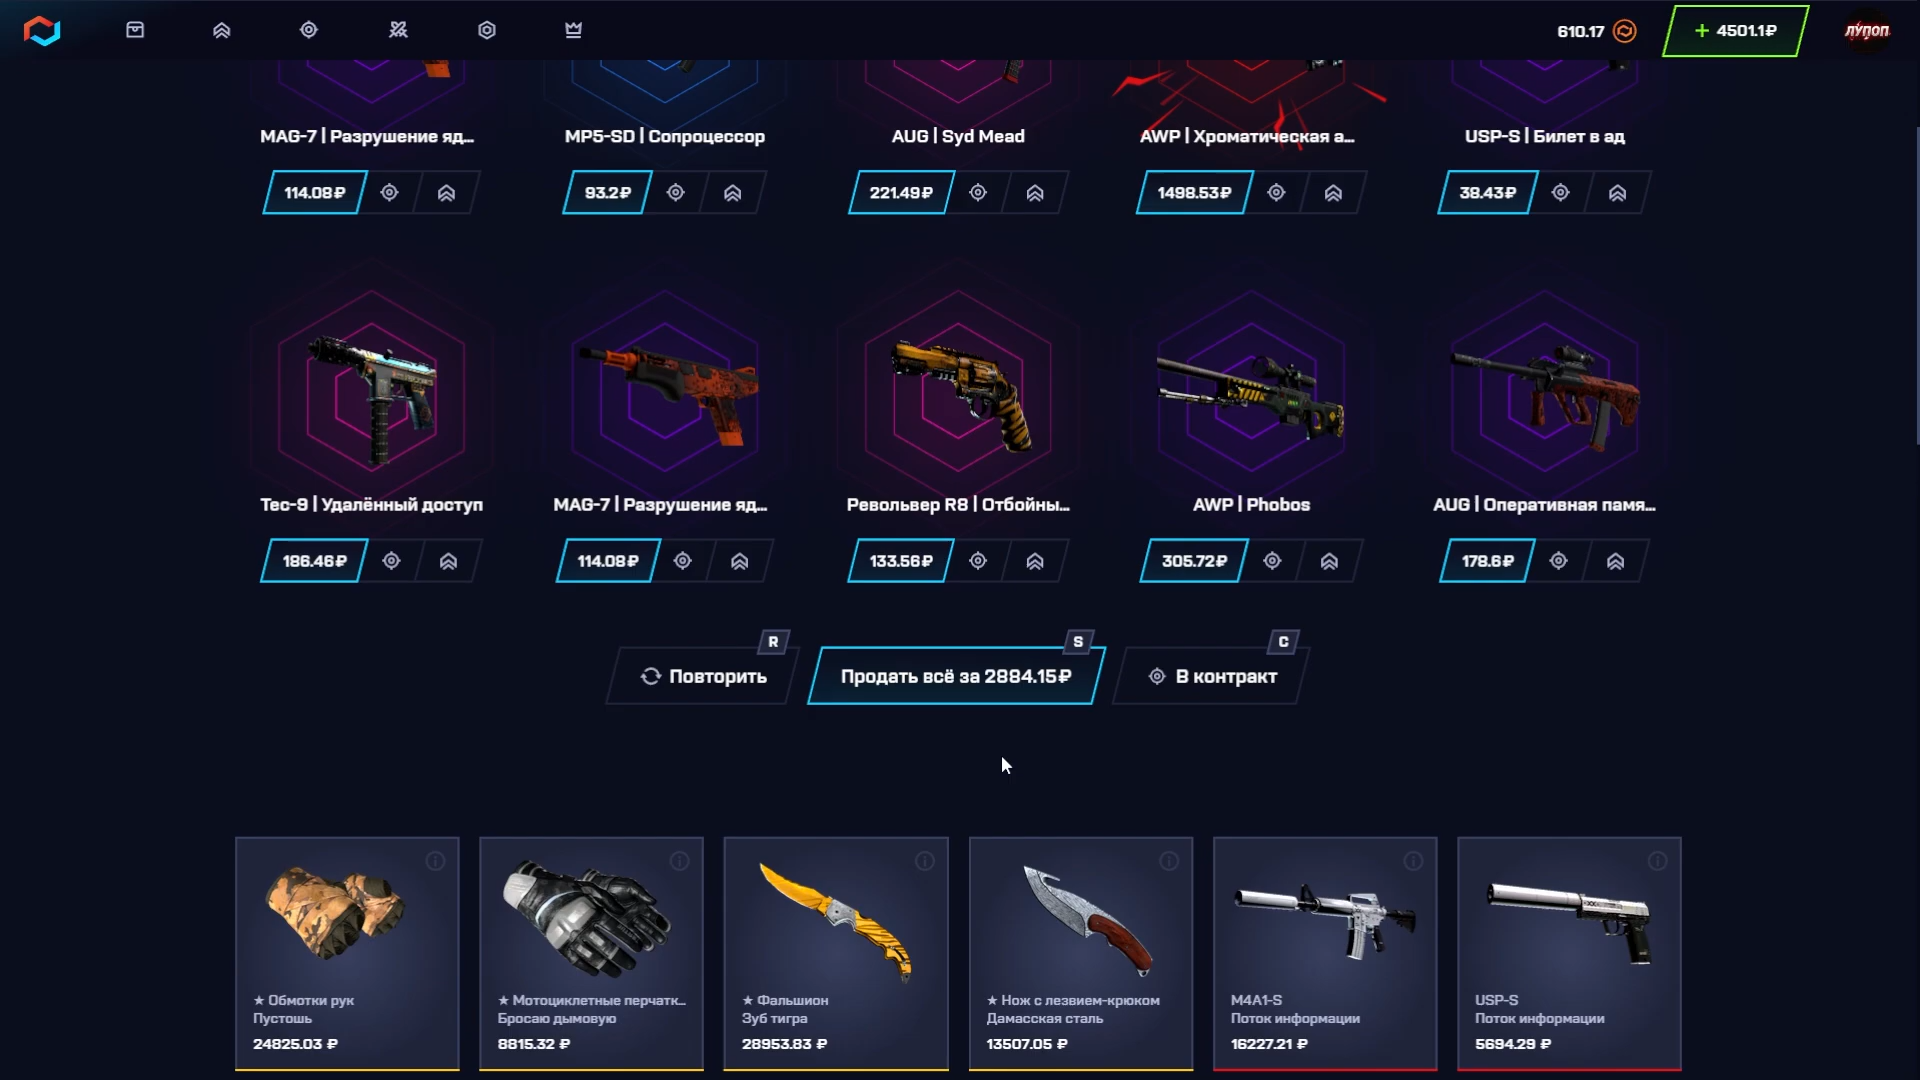 610.17
+ 4501.1₽
ЛУПОП
MAG-7 | Разрушение яд...
MP5-SD | Сопроцессор
AUG | Syd Mead
AWP | Хроматическая а...
USP-S | Билет в ад
114.08₽
93.2₽
221.49₽
1498.53₽
38.43₽
Tec-9 | Удалённый доступ
MAG-7 | Разрушение яд...
Револьвер R8 | Отбойны...
AWP | Phobos
AUG | Оперативная памя...
186.46₽
114.08₽
133.56₽
305.72₽
178.6₽
R
S
C
Повторить
Продать всё за 2884.15₽
В контракт
★ Обмотки рук
Пустошь
24825.03 ₽
★ Мотоциклетные перчатк...
Бросаю дымовую
8815.32 ₽
★ Фальшион
Зуб тигра
28953.83 ₽
★ Нож с лезвием-крюком
Дамасская сталь
13507.05 ₽
M4A1-S
Поток информации
16227.21 ₽
USP-S
Поток информации
5694.29 ₽